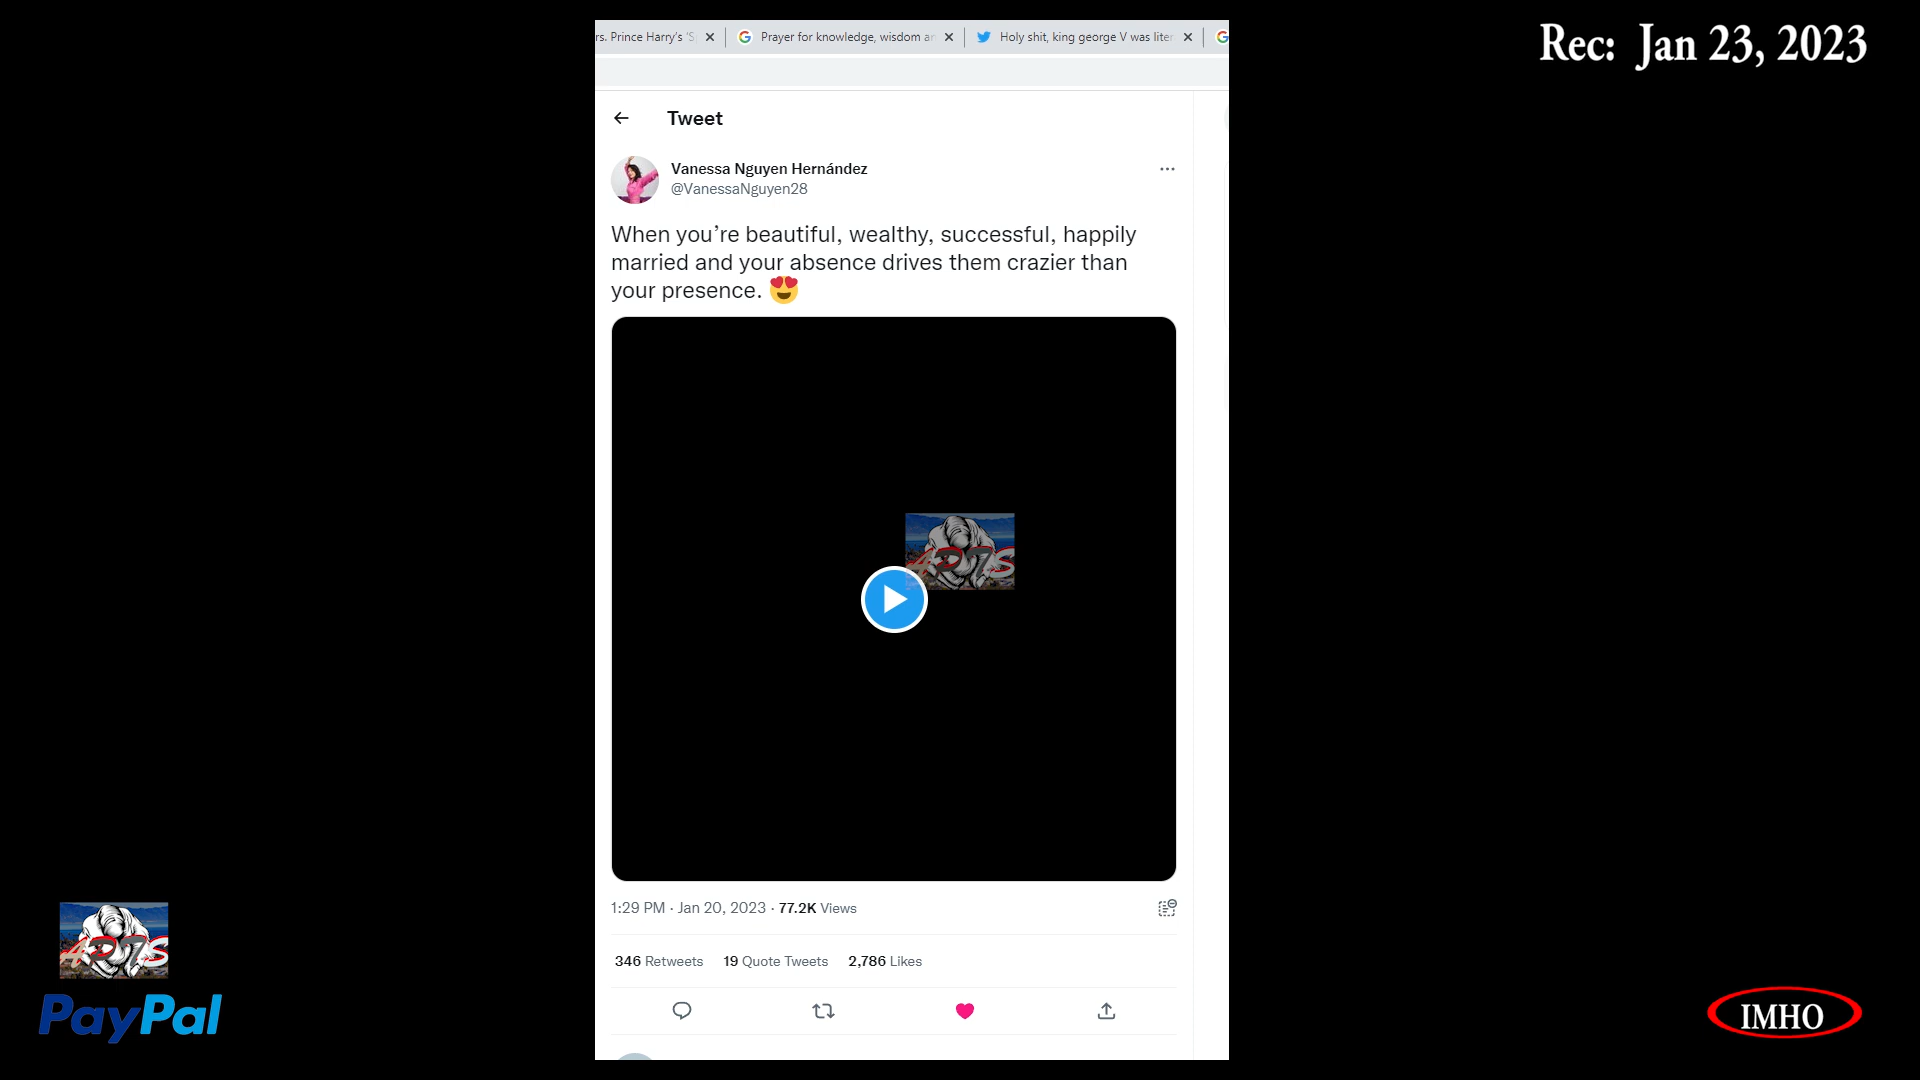 rs. Prince Harry's 'S
Prayer for knowledge, wisdom an
Holy shit, king george V was liter
Rec: Jan 23, 2023
Tweet
Vanessa Nguyen Hernández
@VanessaNguyen28
When you're beautiful, wealthy, successful, happily
married and your absence drives them crazier than
your presence. 😍
1:29 PM · Jan 20, 2023 · 77.2K Views
346 Retweets 19 Quote Tweets 2,786 Likes
PayPal
IMHO